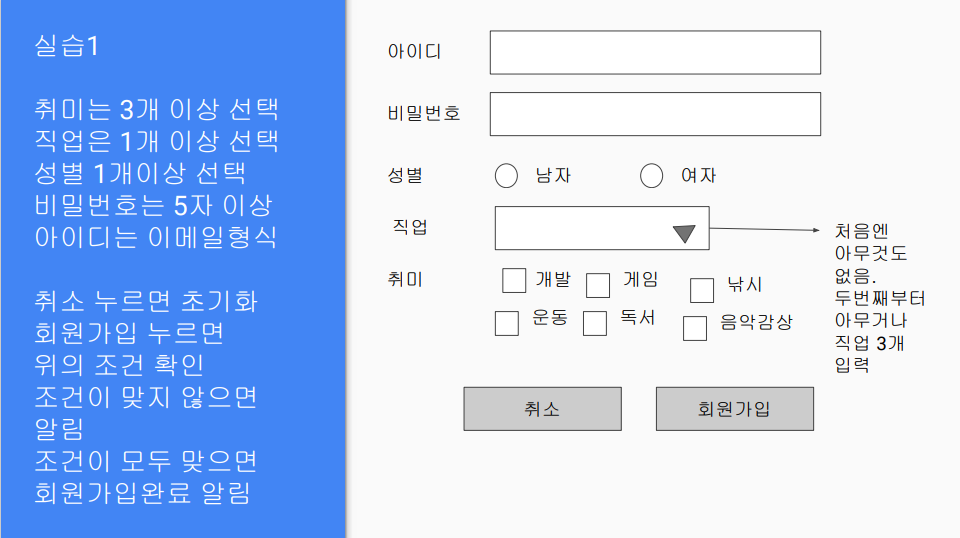 실습1
취미는 3개 이상 선택
직업은 1개 이상 선택
성별 1개이상 선택
비밀번호는 5자 이상
아이디는 이메일형식
취소 누르면 초기화
회원가입 누르면
위의 조건 확인
조건이 맞지 않으면
알림
조건이 모두 맞으면
회원가입완료 알림
아이디
비밀번호
성별 남자 여자
직업
취미 개발 게임 낚시
운동 독서 음악감상
취소 회원가입
처음엔
아무것도
없음.
두번째부터
아무거나
직업 3개
입력